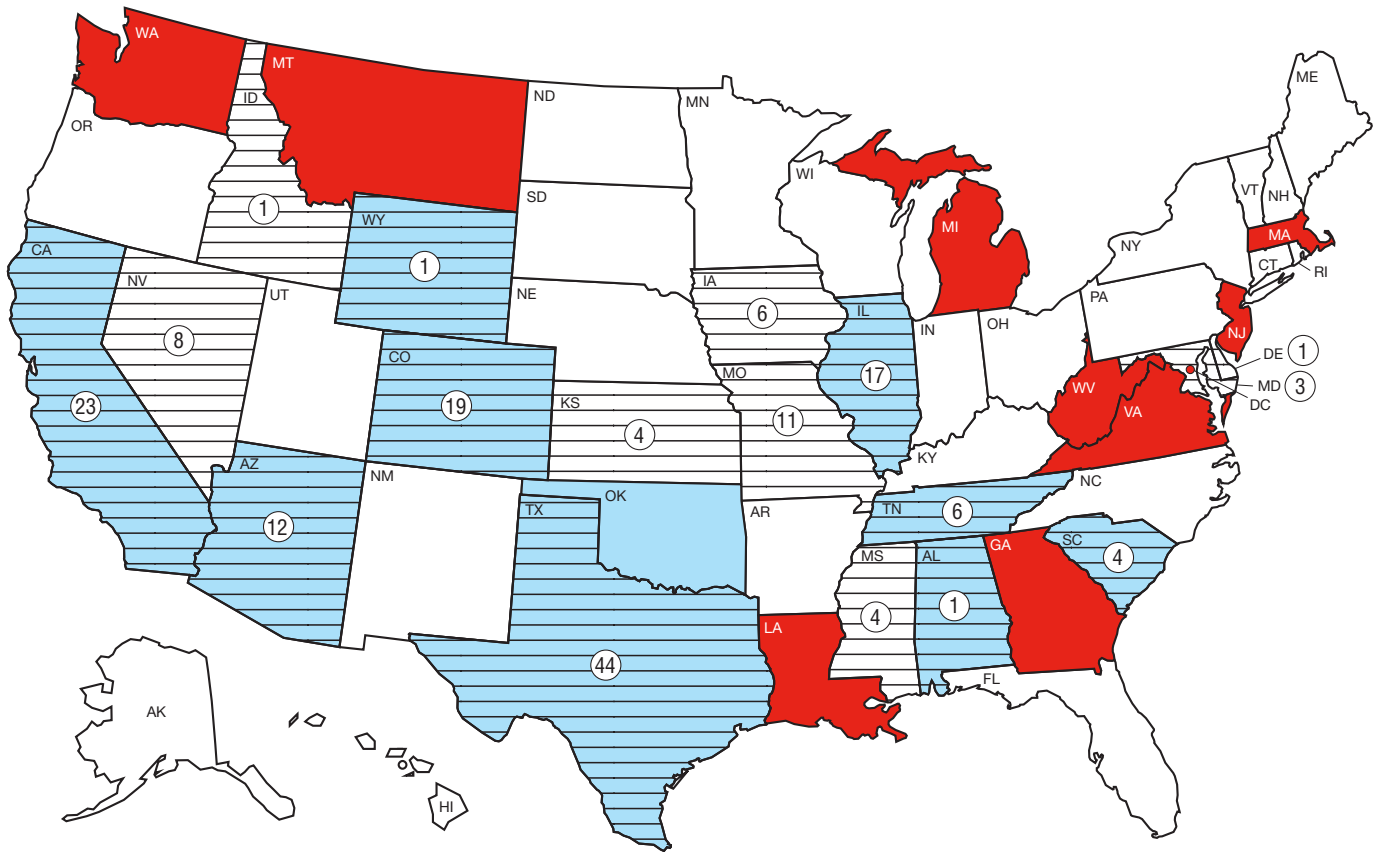 WA
MT
ID
OR
ND
MN
ME
WI
SD
VT
NH
1
WY
MI
MA
NY
CA
CT
RI
NV
1
IA
UT
NE
PA
6
IL
IN
OH
NJ
8
DE 1
CO
MO
17
WV
MD 3
23
19
KS
VA
DC
11
4
KY
AZ
NM
OK
NC
12
TX
AR
TN
6
MS
AL
GA
SC
4
1
4
LA
44
FL
AK
HI